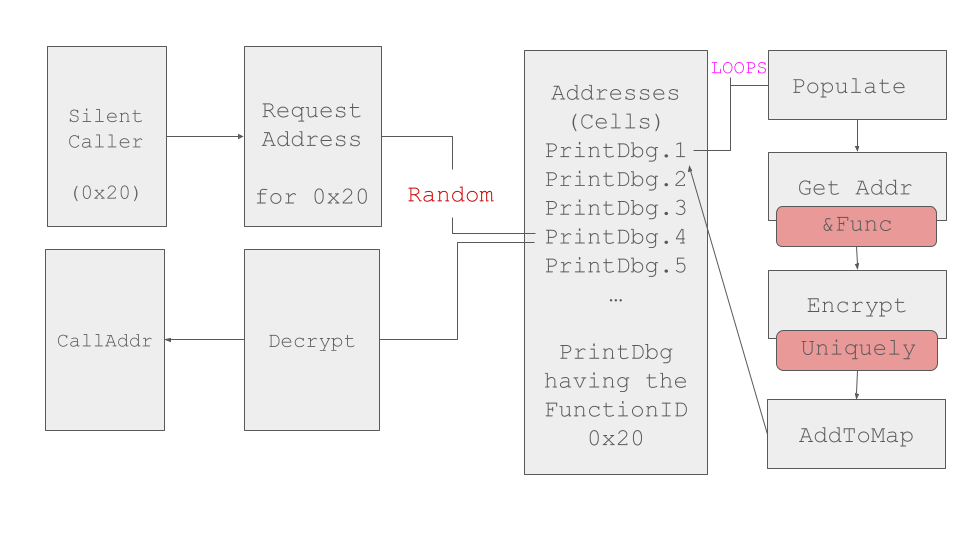 Silent
Caller
(0x20)
Request
Address
for 0x20
Random
Addresses
(Cells)
PrintDbg.1
PrintDbg.2
PrintDbg.3
PrintDbg.4
PrintDbg.5
…
PrintDbg
having the
FunctionID
0x20
LOOPS
Populate
Get Addr
&Func
Encrypt
Uniquely
AddToMap
CallAddr
Decrypt